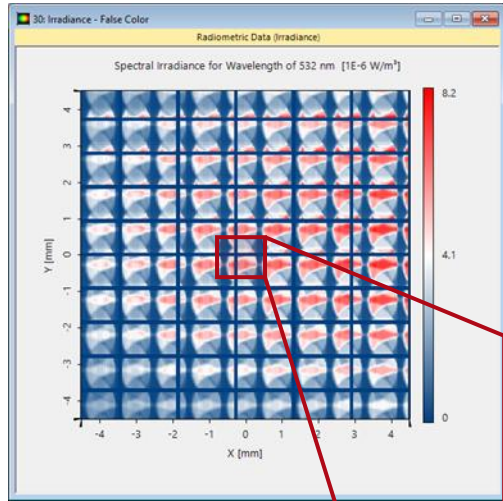 30: Irradiance - False Color
Radiometric Data (Irradiance)
Spectral Irradiance for Wavelength of 532 nm [1E-6 W/m³]
8.2
4.1
0
Y [mm]
4
3
2
1
0
-1
-2
-3
-4
-4 -3 -2 -1 0 1 2 3 4
X [mm]